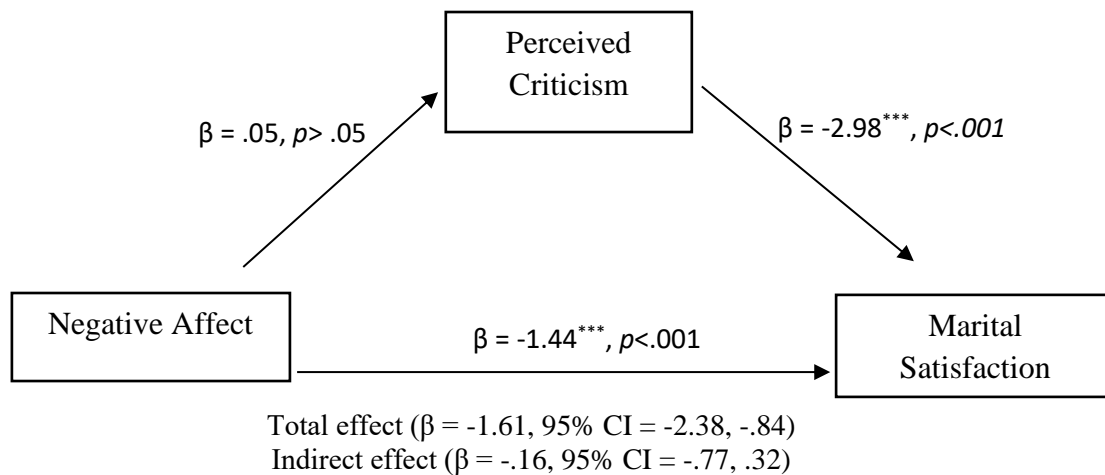 Perceived
Criticism
β = .05, p> .05
β = -2.98***, p<.001
Negative Affect
β = -1.44***, p<.001
Marital
Satisfaction
Total effect (β = -1.61, 95% CI = -2.38, -.84)
Indirect effect (β = -.16, 95% CI = -.77, .32)